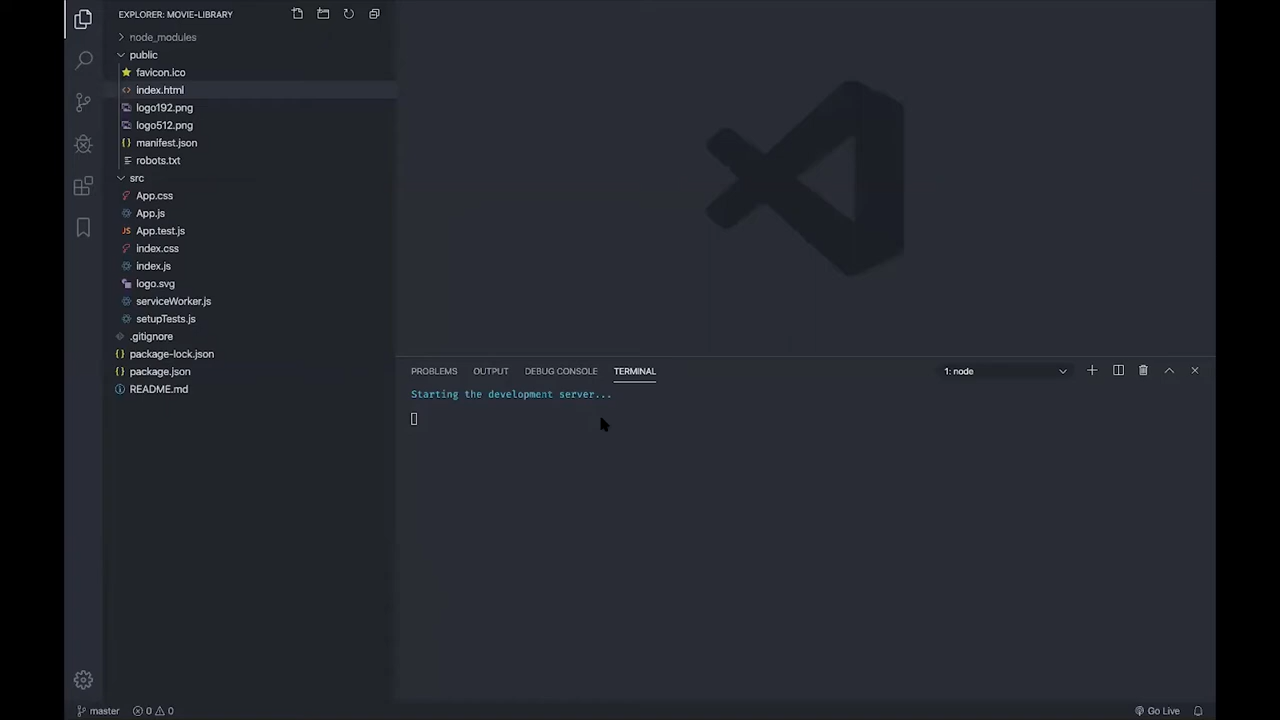 EXPLORER: MOVIE-LIBRARY
node_modules
public
favicon.ico
index.html
logo192.png
logo512.png
manifest.json
robots.txt
src
App.css
App.js
App.test.js
index.css
index.js
logo.svg
serviceWorker.js
setupTests.js
.gitignore
package-lock.json
package.json
README.md
PROBLEMS OUTPUT DEBUG CONSOLE TERMINAL 1: node
Starting the development server...
master 0 0 Go Live